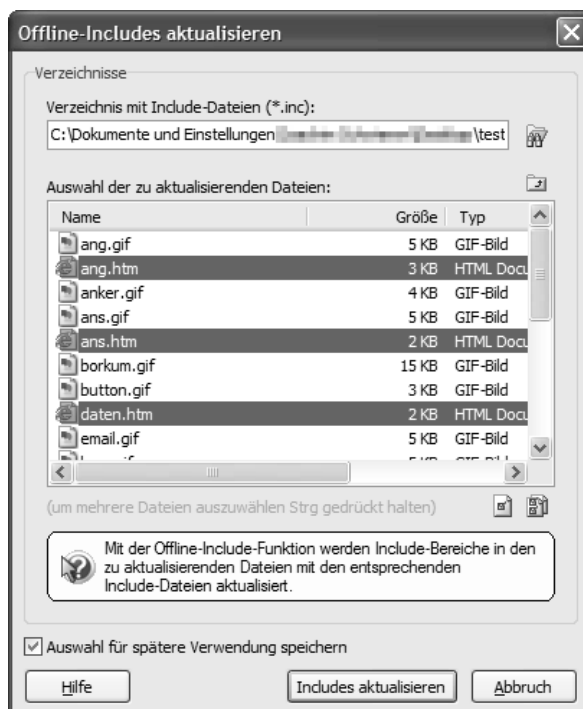 Offline-Includes aktualisieren
Verzeichnisse
Verzeichnis mit Include-Dateien (*.inc):
C:\Dokumente und Einstellungen \test
Auswahl der zu aktualisierenden Dateien:
Name Größe Typ
ang.gif 5 KB GIF-Bild
ang.htm 3 KB HTML Docu
anker.gif 4 KB GIF-Bild
ans.gif 5 KB GIF-Bild
ans.htm 2 KB HTML Docu
borkum.gif 15 KB GIF-Bild
button.gif 3 KB GIF-Bild
daten.htm 2 KB HTML Docu
email.gif 5 KB GIF-Bild
(um mehrere Dateien auszuwählen Strg gedrückt halten)
Mit der Offline-Include-Funktion werden Include-Bereiche in den
zu aktualisierenden Dateien mit den entsprechenden
Include-Dateien aktualisiert.
Auswahl für spätere Verwendung speichern
Hilfe Includes aktualisieren Abbruch